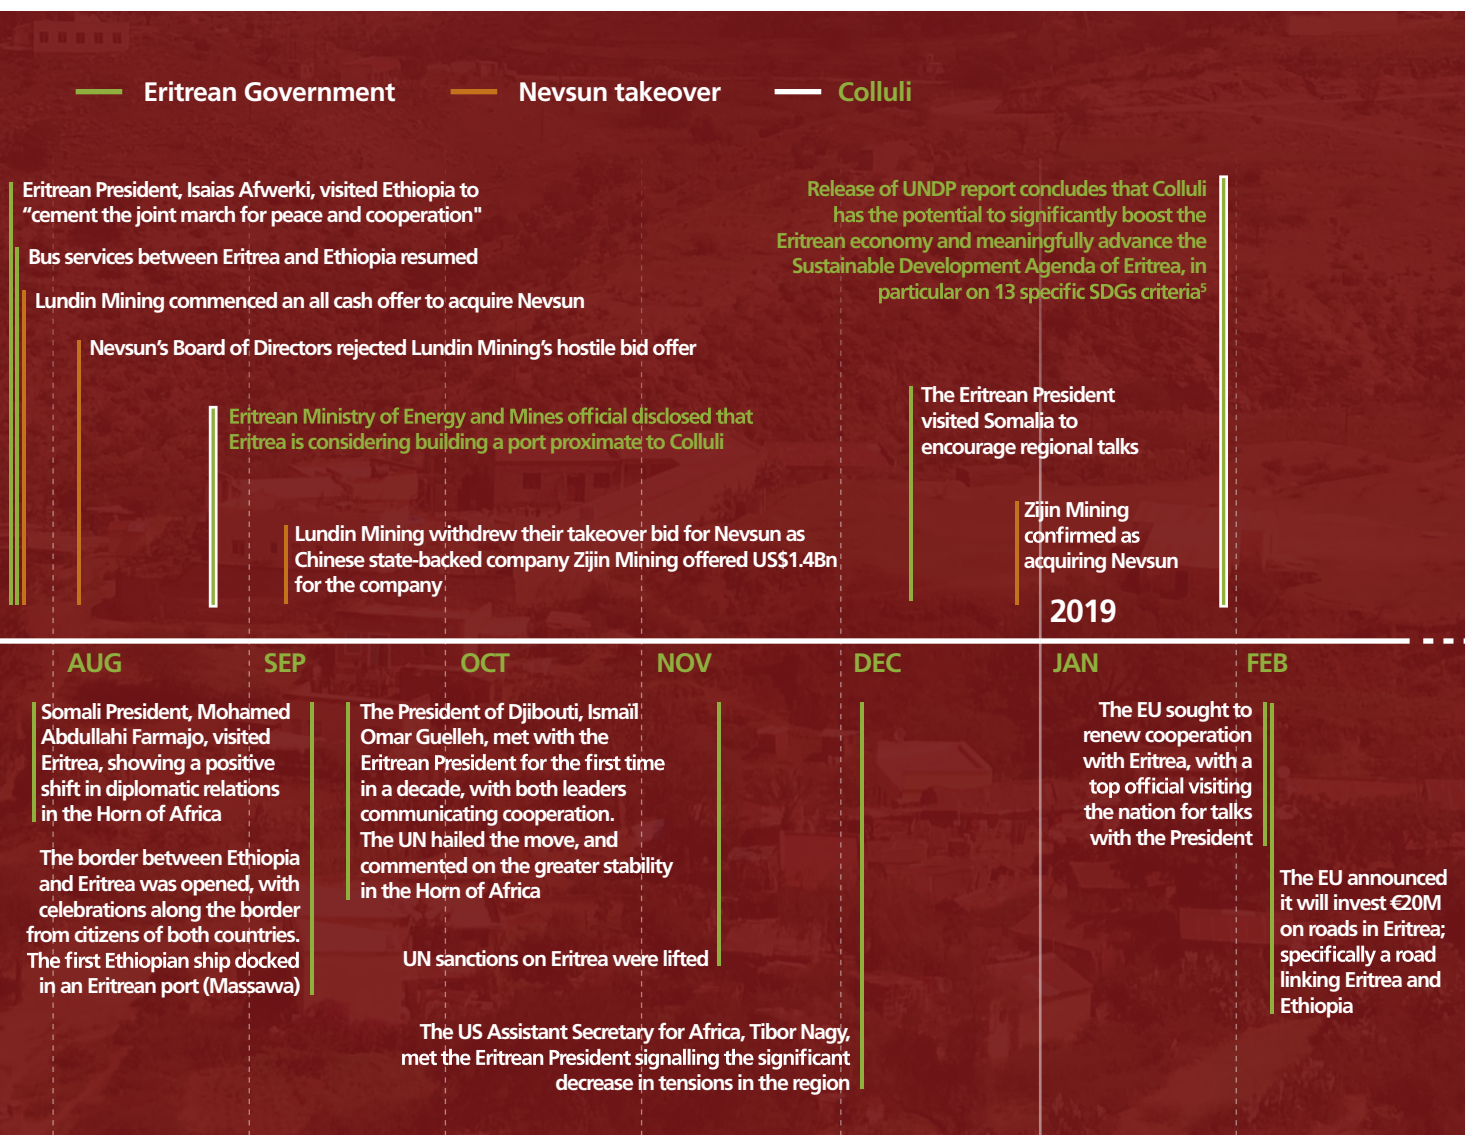 Eritrean Government
Nevsun takeover
Colluli
Eritrean President, Isaias Afwerki, visited Ethiopia to
“cement the joint march for peace and cooperation"
Bus services between Eritrea and Ethiopia resumed
Lundin Mining commenced an all cash offer to acquire Nevsun
Nevsun’s Board of Directors rejected Lundin Mining’s hostile bid offer
Eritrean Ministry of Energy and Mines official disclosed that
Eritrea is considering building a port proximate to Colluli
Lundin Mining withdrew their takeover bid for Nevsun as
Chinese state-backed company Zijin Mining offered US$1.4Bn
for the company
Release of UNDP report concludes that Colluli
has the potential to significantly boost the
Eritrean economy and meaningfully advance the
Sustainable Development Agenda of Eritrea, in
particular on 13 specific SDGs criteria⁵
The Eritrean President
visited Somalia to
encourage regional talks
Zijin Mining
confirmed as
acquiring Nevsun
2019
AUG
SEP
OCT
NOV
DEC
JAN
FEB
Somali President, Mohamed
Abdullahi Farmajo, visited
Eritrea, showing a positive
shift in diplomatic relations
in the Horn of Africa
The border between Ethiopia
and Eritrea was opened, with
celebrations along the border
from citizens of both countries.
The first Ethiopian ship docked
in an Eritrean port (Massawa)
The President of Djibouti, Ismaïl
Omar Guelleh, met with the
Eritrean President for the first time
in a decade, with both leaders
communicating cooperation.
The UN hailed the move, and
commented on the greater stability
in the Horn of Africa
UN sanctions on Eritrea were lifted
The US Assistant Secretary for Africa, Tibor Nagy,
met the Eritrean President signalling the significant
decrease in tensions in the region
The EU sought to
renew cooperation
with Eritrea, with a
top official visiting
the nation for talks
with the President
The EU announced
it will invest €20M
on roads in Eritrea;
specifically a road
linking Eritrea and
Ethiopia